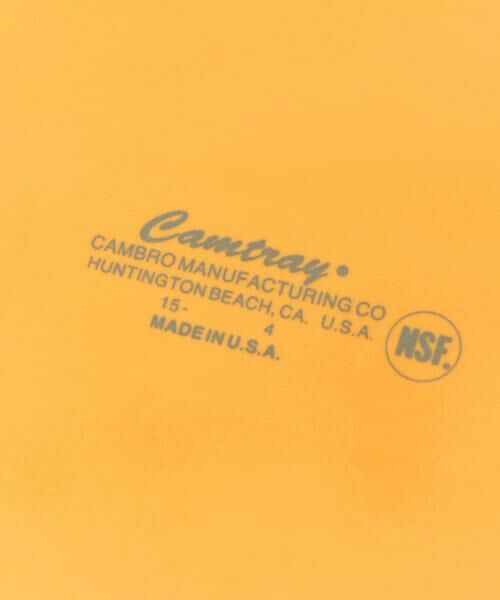 Camtray®
CAMBRO MANUFACTURING CO
HUNTINGTON BEACH, CA. U.S.A.
15- 4
MADE IN U.S.A.
NSF.